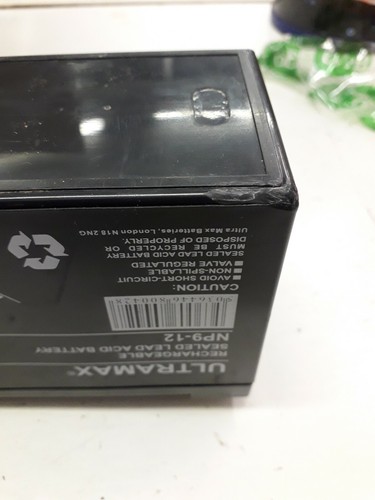 ULTRAMAX®
SEALED LEAD ACID BATTERY
RECHARGEABLE
NP9-12
CAUTION:
■ AVOID SHORT-CIRCUIT
■ NON-SPILLABLE
■ VALVE REGULATED
SEALED LEAD ACID BATTERY
MUST BE RECYCLED OR
DISPOSED OF PROPERLY.
Ultra Max Batteries, London N18 2NG